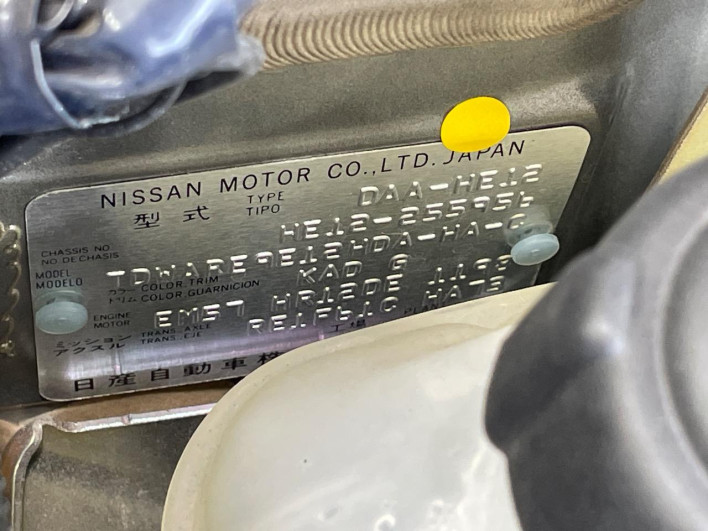 NISSAN MOTOR CO.,LTD. JAPAN
型式 TYPE TIPO DAA-HE12
CHASSIS NO. NO.DE CHASIS HE12-255956
MODEL MODELO TDWARE9E12HDA-HA-C
カラー トリム COLOR,TRIM COLOR,GUARNICION KAD G
ENGINE MOTOR EM57 HR12DE 1198
ミッション アクスル TRANS.AXLE TRANS.EJE RE1F61C HA75
工場
日産自動車株